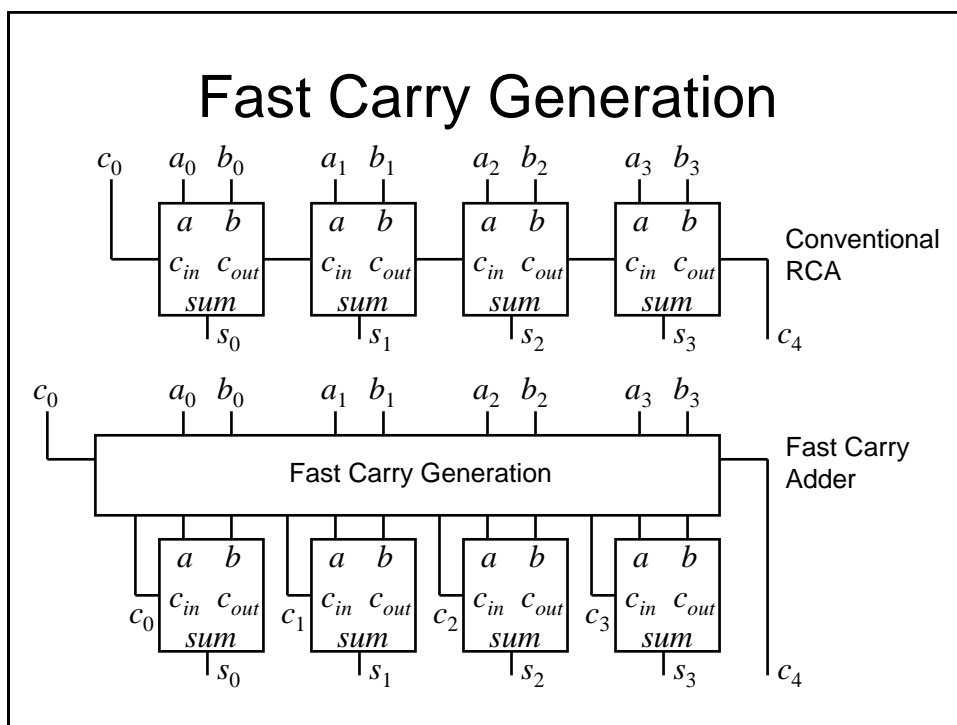 Fast Carry Generation
c0 a0 b0 a1 b1 a2 b2 a3 b3
a b a b a b a b
Conventional
RCA
cin cout cin cout cin cout cin cout
sum sum sum sum
s0 s1 s2 s3 c4
c0 a0 b0 a1 b1 a2 b2 a3 b3
Fast Carry Generation
Fast Carry
Adder
a b a b a b a b
c0 cin cout c1 cin cout c2 cin cout c3 cin cout
sum sum sum sum
s0 s1 s2 s3 c4